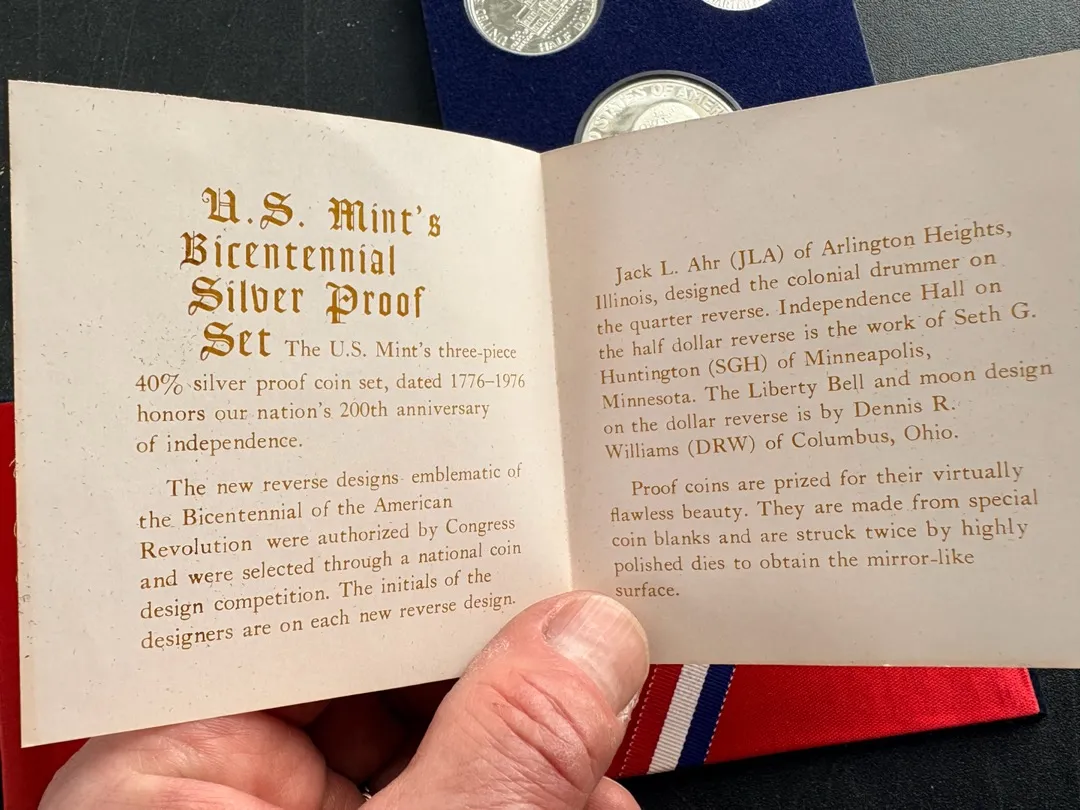 UNITED
HALF DO
STATES OF AMER
U.S. Mint's
Bicentennial
Silver Proof
Set The U.S. Mint's three-piece
40% silver proof coin set, dated 1776–1976
honors our nation's 200th anniversary
of independence.
The new reverse designs emblematic of
the Bicentennial of the American
Revolution were authorized by Congress
and were selected through a national coin
design competition. The initials of the
designers are on each new reverse design.
Jack L. Ahr (JLA) of Arlington Heights,
Illinois, designed the colonial drummer on
the quarter reverse. Independence Hall on
the half dollar reverse is the work of Seth G.
Huntington (SGH) of Minneapolis,
Minnesota. The Liberty Bell and moon design
on the dollar reverse is by Dennis R.
Williams (DRW) of Columbus, Ohio.
Proof coins are prized for their virtually
flawless beauty. They are made from special
coin blanks and are struck twice by highly
polished dies to obtain the mirror-like
surface.